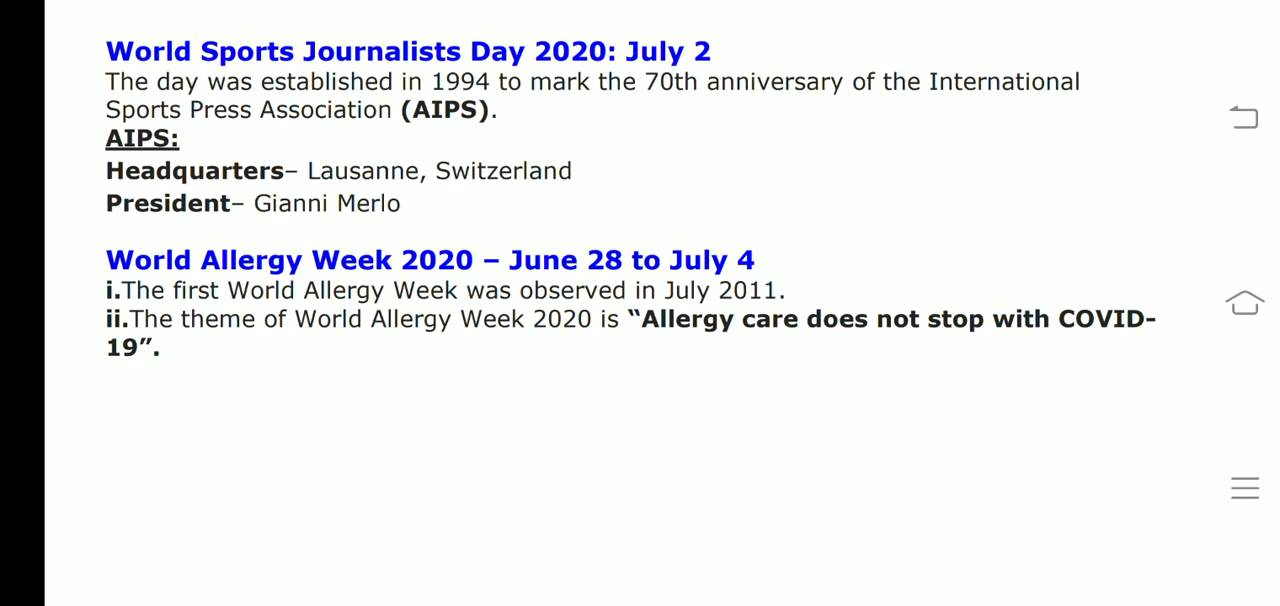 World Sports Journalists Day 2020: July 2
The day was established in 1994 to mark the 70th anniversary of the International
Sports Press Association (AIPS).
AIPS:
Headquarters– Lausanne, Switzerland
President– Gianni Merlo
World Allergy Week 2020 – June 28 to July 4
i.The first World Allergy Week was observed in July 2011.
ii.The theme of World Allergy Week 2020 is “Allergy care does not stop with COVID-
19”.